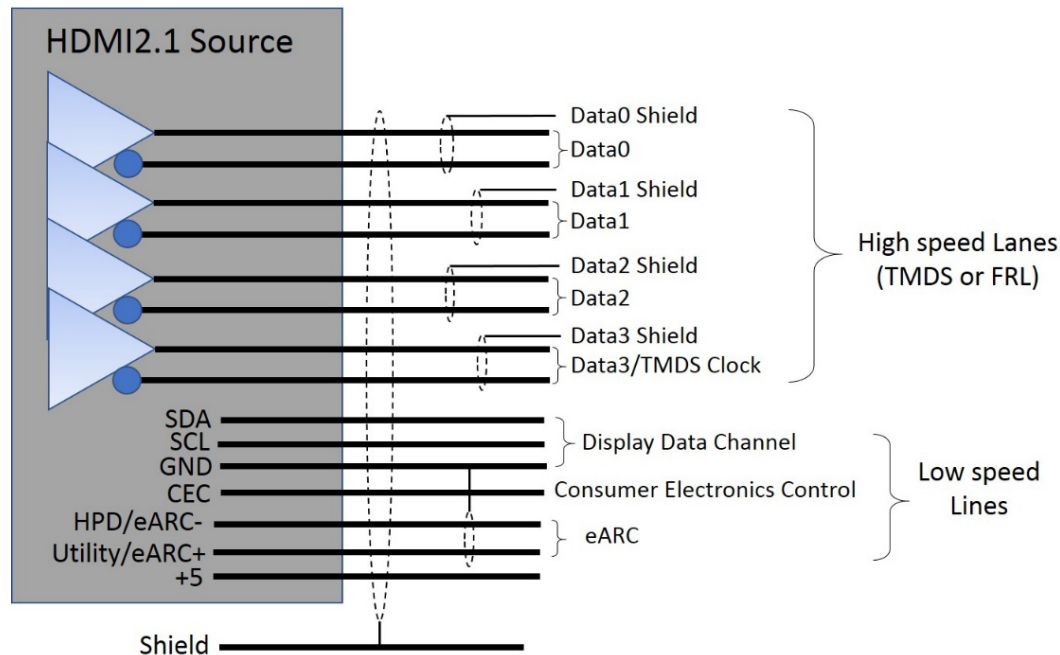 HDMI2.1 Source
Data0 Shield
Data0
Data1 Shield
Data1
Data2 Shield
Data2
Data3 Shield
Data3/TMDS Clock
High speed Lanes
(TMDS or FRL)
SDA
SCL
GND
CEC
HPD/eARC-
Utility/eARC+
+5
Display Data Channel
Consumer Electronics Control
eARC
Low speed
Lines
Shield